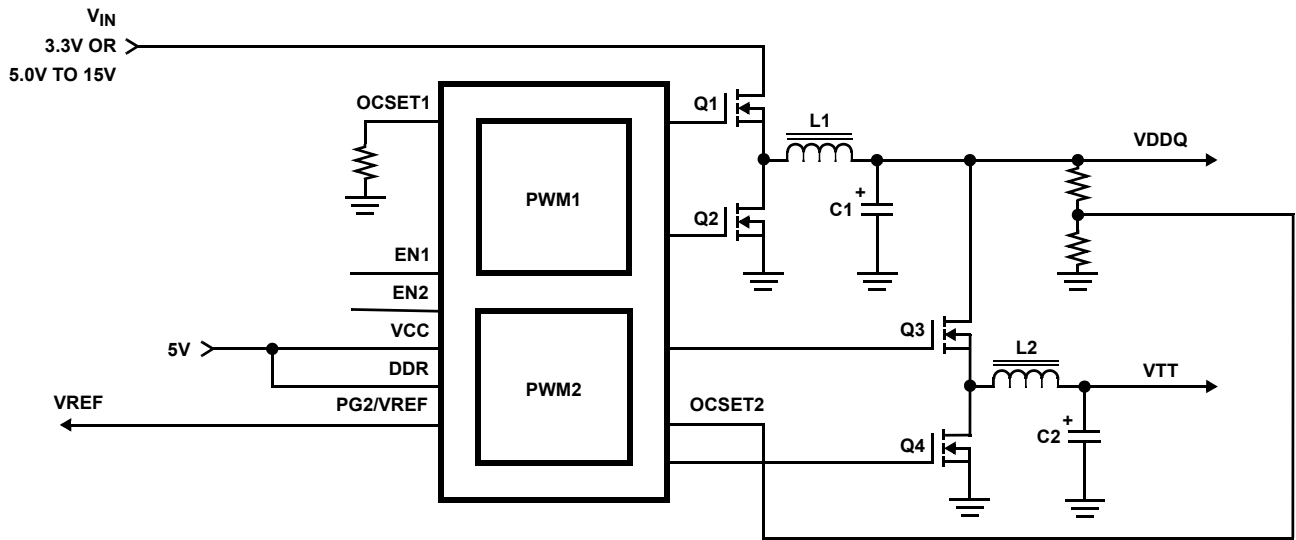 VIN
3.3V OR
5.0V TO 15V
OCSET1
Q1
L1
VDDQ
PWM1
+
C1
Q2
EN1
EN2
Q3
VCC
5V
L2
DDR
VTT
PWM2
VREF
PG2/VREF
OCSET2
+
C2
Q4